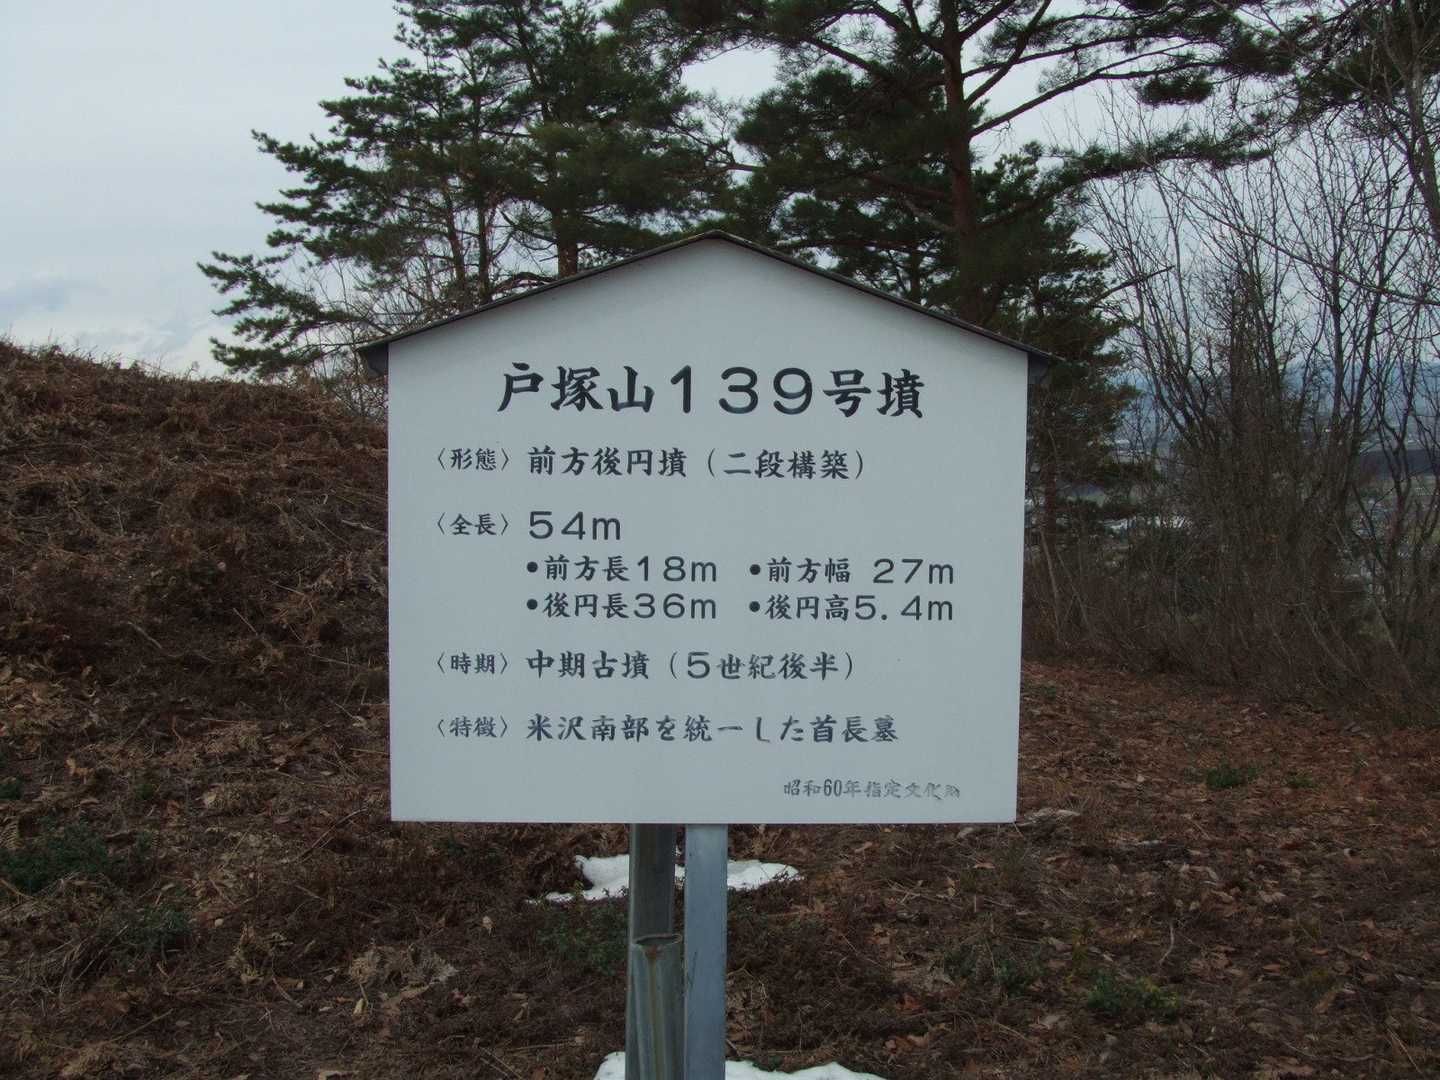 戸塚山139号墳
〈形態〉前方後円墳（二段構築）
〈全長〉54m
•前方長18m •前方幅 27m
•後円長36m •後円高5.4m
〈時期〉中期古墳（5世紀後半）
〈特徴〉米沢南部を統一した首長墓
昭和60年指定文化財